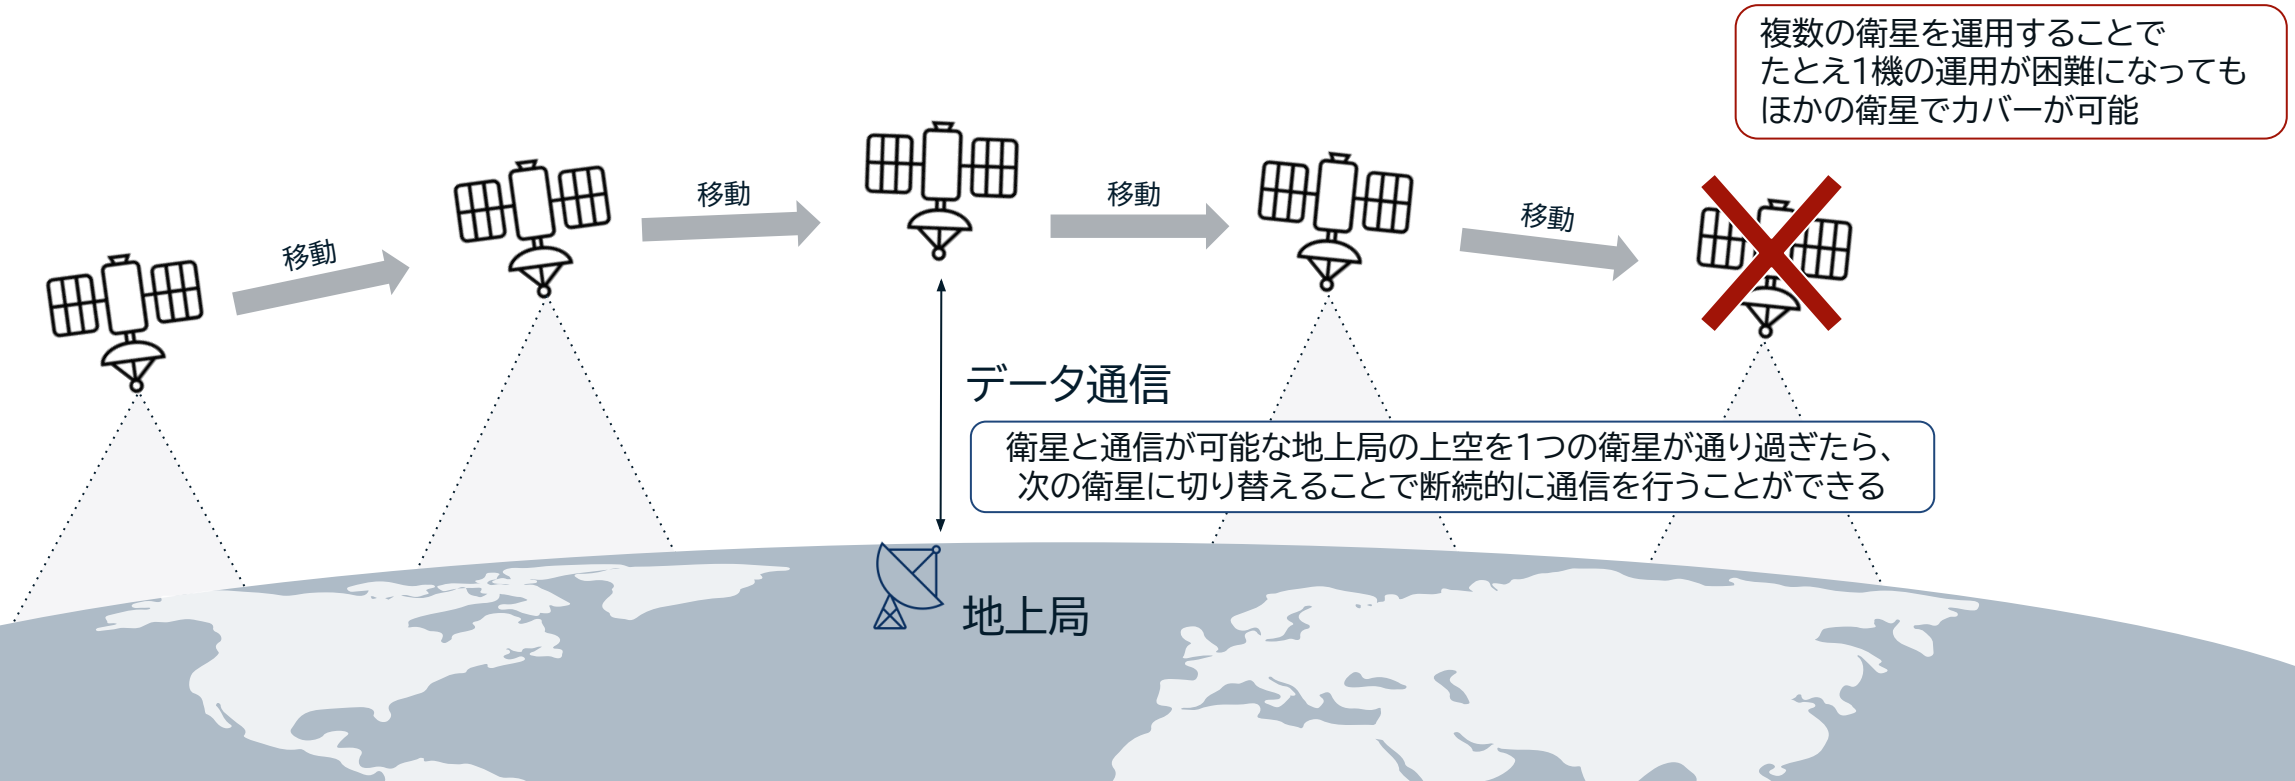 複数の衛星を運用することで
たとえ1機の運用が困難になっても
ほかの衛星でカバーが可能
移動
移動
移動
移動
データ通信
衛星と通信が可能な地上局の上空を1つの衛星が通り過ぎたら、
次の衛星に切り替えることで断続的に通信を行うことができる
地上局